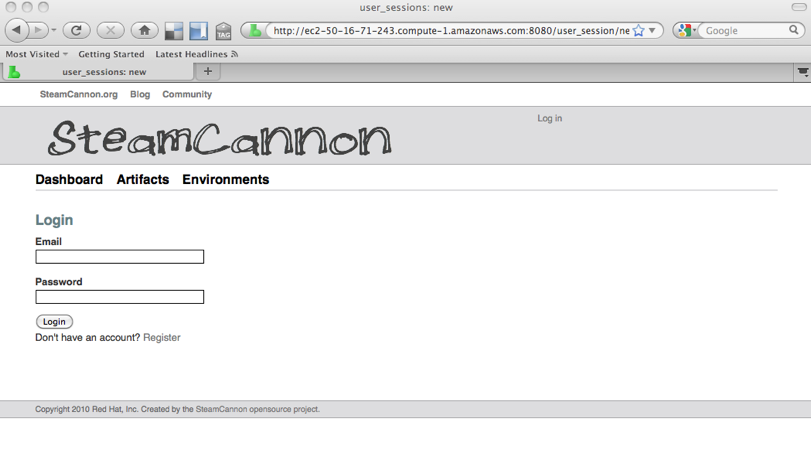 user_sessions: new
TAG
http://ec2-50-16-71-243.compute-1.amazonaws.com:8080/user_session/ne
Google
Most Visited
Getting Started
Latest Headlines
user_sessions: new
SteamCannon.org
Blog
Community
SteamCannon
Log in
Dashboard
Artifacts
Environments
Login
Email
Password
Login
Don't have an account? Register
Copyright 2010 Red Hat, Inc. Created by the SteamCannon opensource project.